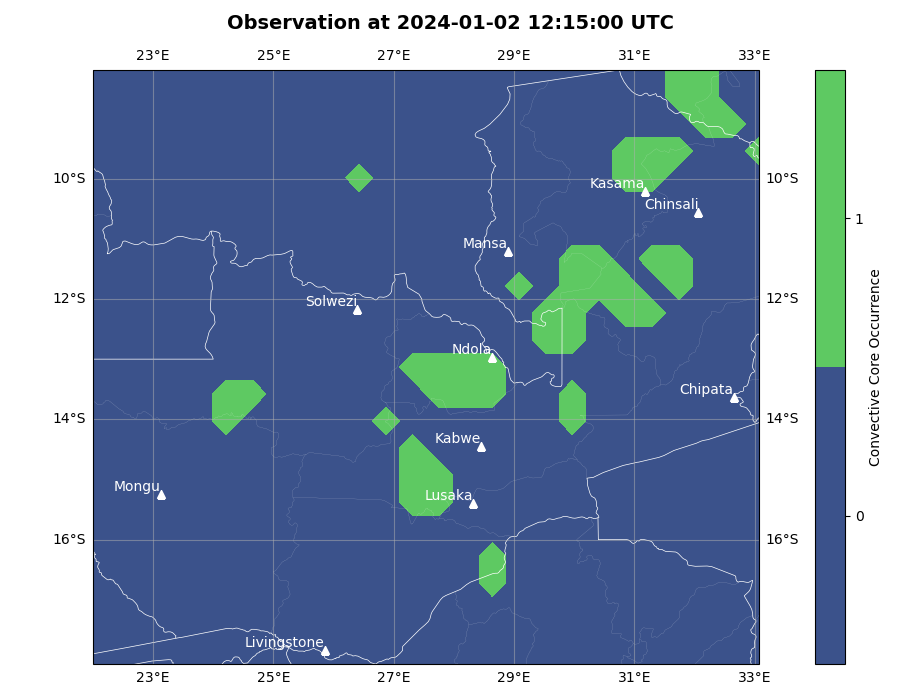 Observation at 2024-01-02 12:15:00 UTC
23°E 25°E 27°E 29°E 31°E 33°E
10°S 10°S
Kasama
Chinsali
Mansa
12°S 12°S
Solwezi
Ndola
Chipata
14°S 14°S
Kabwe
Mongu
Lusaka
16°S 16°S
Livingstone
23°E 25°E 27°E 29°E 31°E 33°E
1
0
Convective Core Occurrence